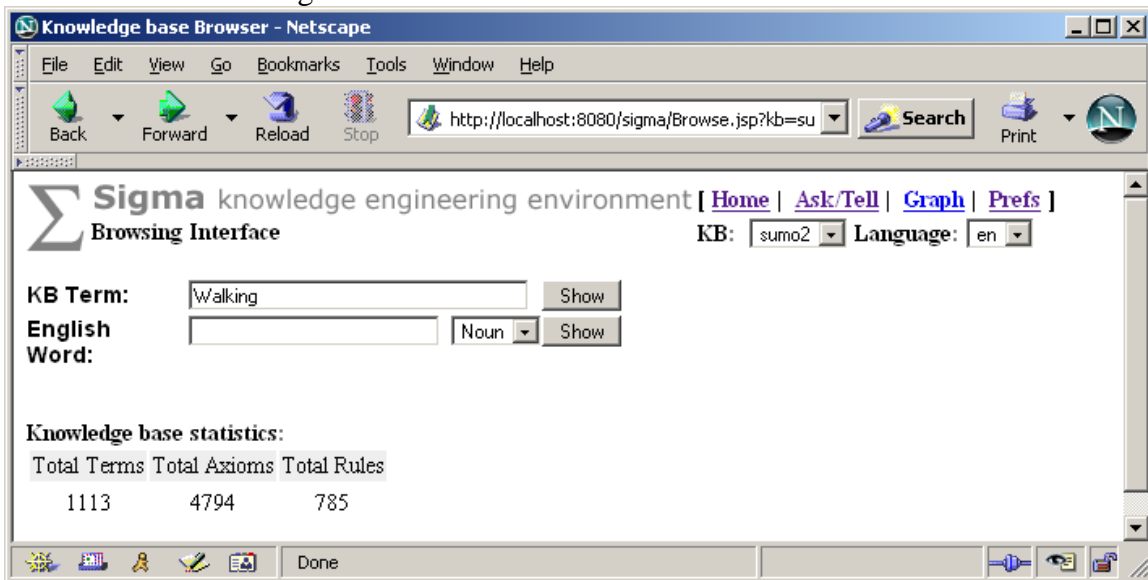 Knowledge base Browser - Netscape
File Edit View Go Bookmarks Tools Window Help
Back Forward Reload Stop http://localhost:8080/sigma/Browse.jsp?kb=su Search Print N
Σ Sigma knowledge engineering environment [ Home | Ask/Tell | Graph | Prefs ]
Browsing Interface KB: sumo2 Language: en
KB Term: Walking Show
English Noun Show
Word:
Knowledge base statistics:
Total Terms Total Axioms Total Rules
1113 4794 785
Done